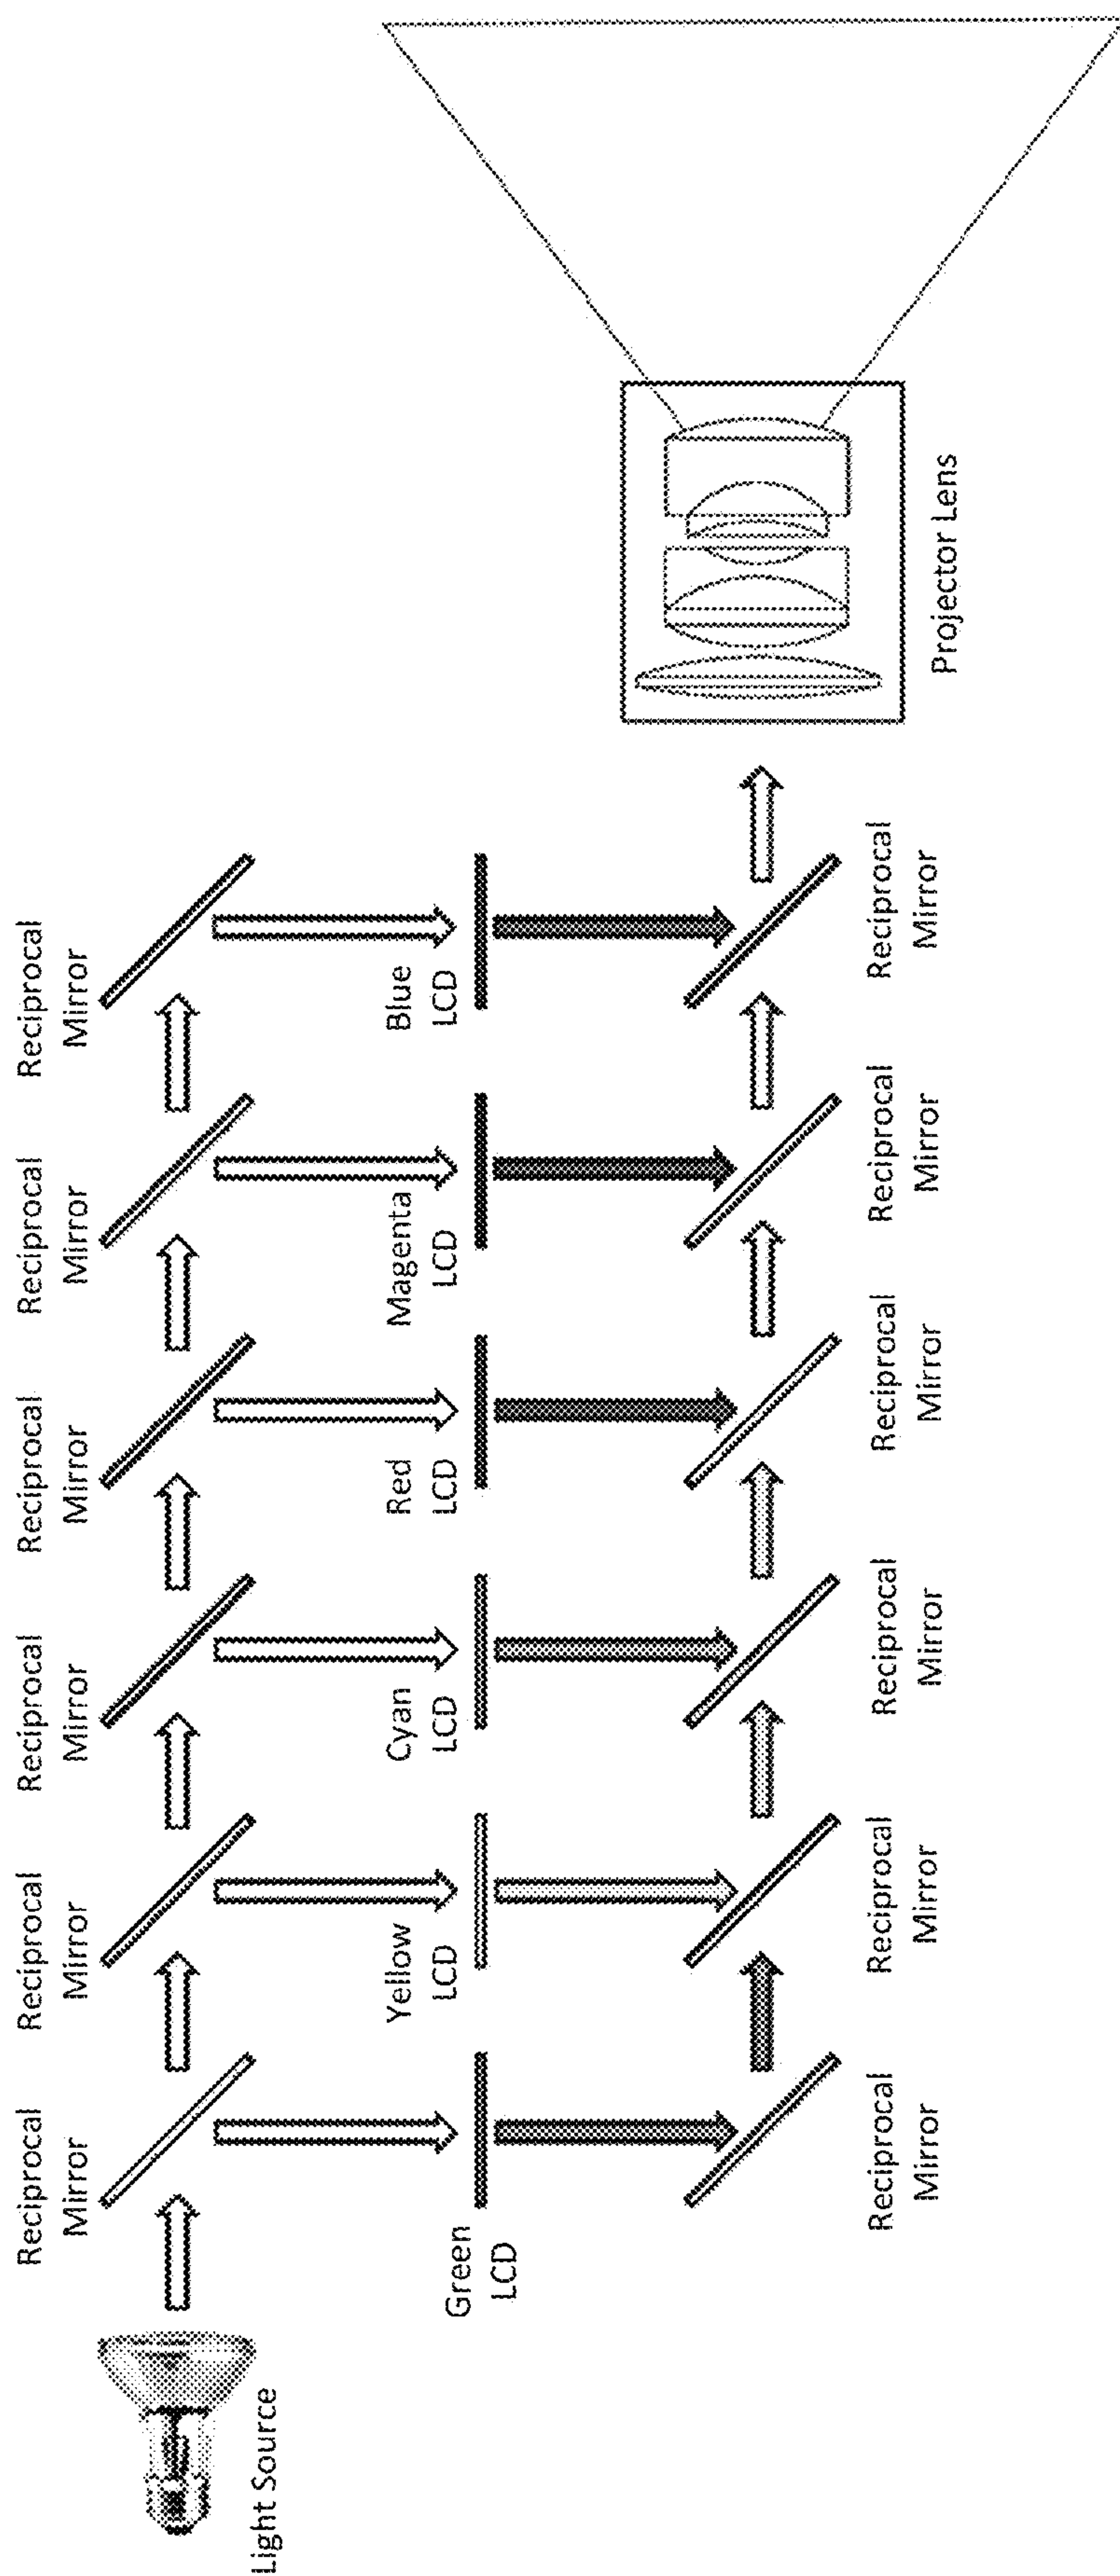 Reciprocal
Mirror
Reciprocal
Mirror
Reciprocal
Mirror
Reciprocal
Mirror
Reciprocal
Mirror
Reciprocal
Mirror
Light Source
Green
LCD
Yellow
LCD
Cyan
LCD
Red
LCD
Magenta
LCD
Blue
LCD
Reciprocal
Mirror
Reciprocal
Mirror
Reciprocal
Mirror
Reciprocal
Mirror
Reciprocal
Mirror
Reciprocal
Mirror
Projector Lens